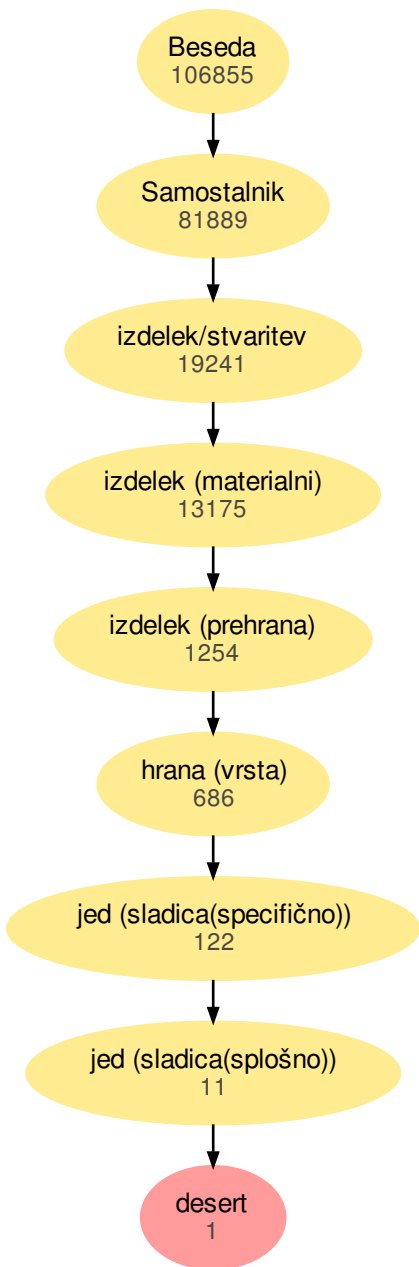 Beseda
106855
Samostalnik
81889
izdelek/stvaritev
19241
izdelek (materialni)
13175
izdelek (prehrana)
1254
hrana (vrsta)
686
jed (sladica(specifično))
122
jed (sladica(splošno))
11
desert
1